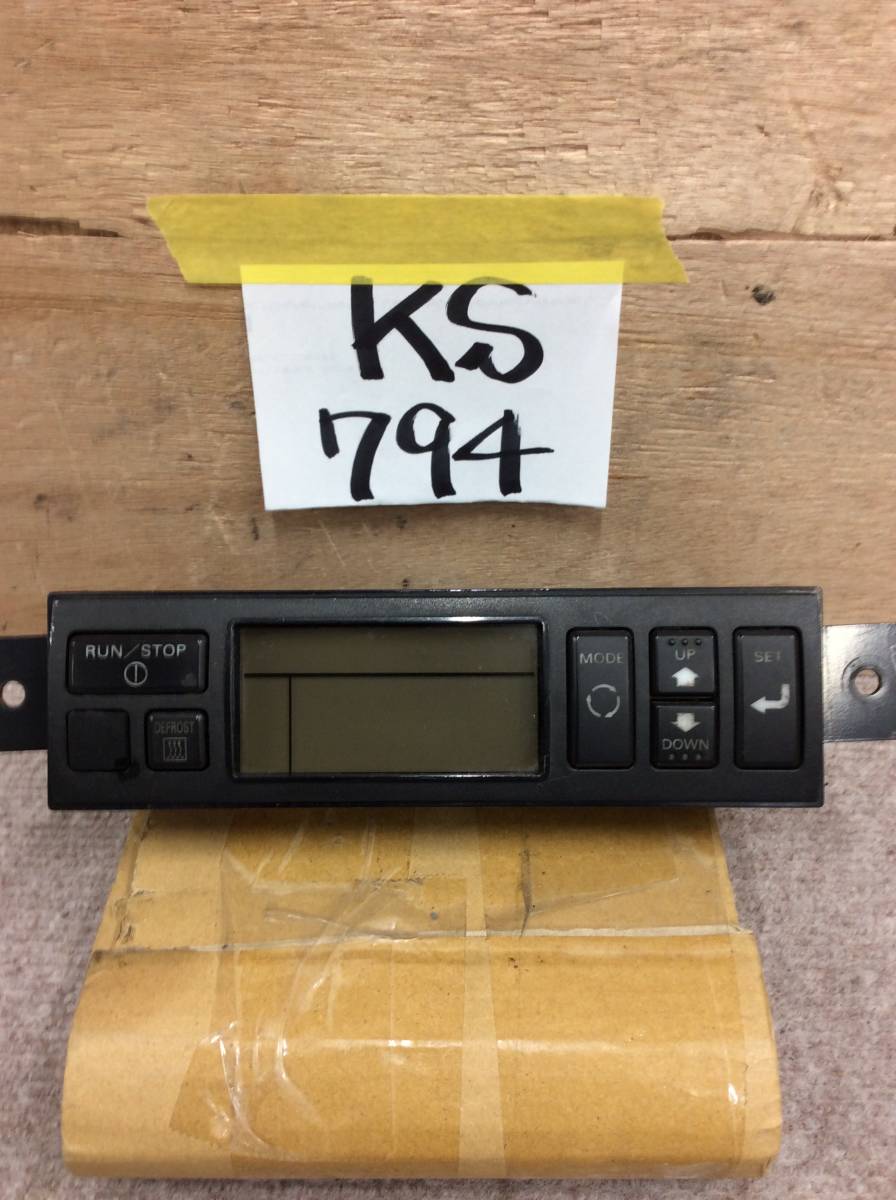 KS
794
RUN/STOP
DEFROST
MODE
UP
DOWN
SET